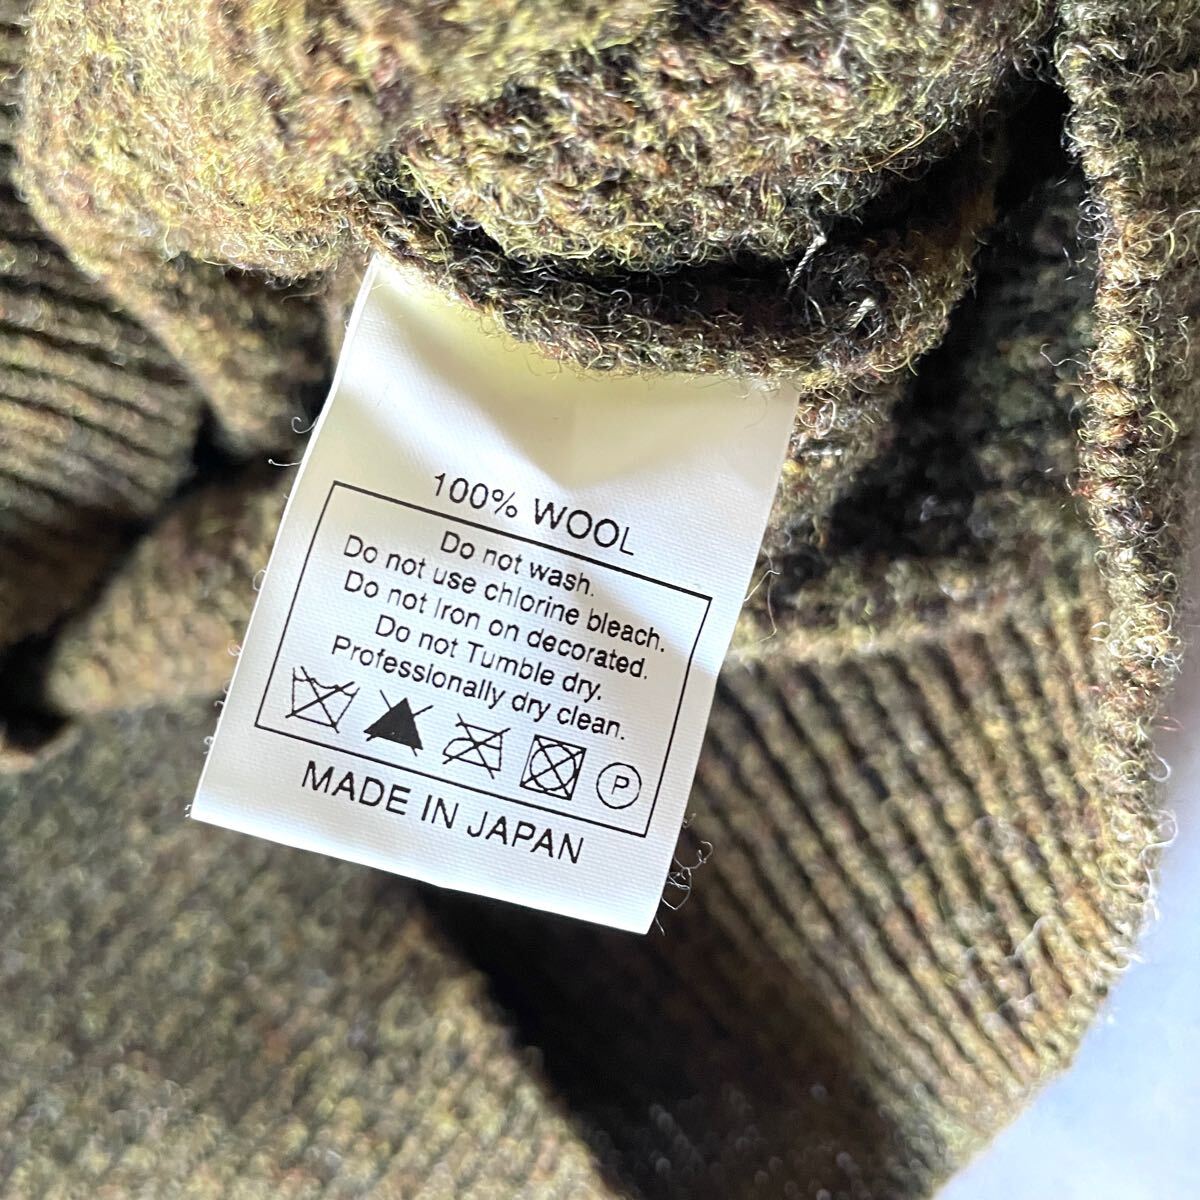 100% WOOL
Do not wash.
Do not use chlorine bleach.
Do not Iron on decorated.
Do not Tumble dry.
Professionally dry clean.
P
MADE IN JAPAN